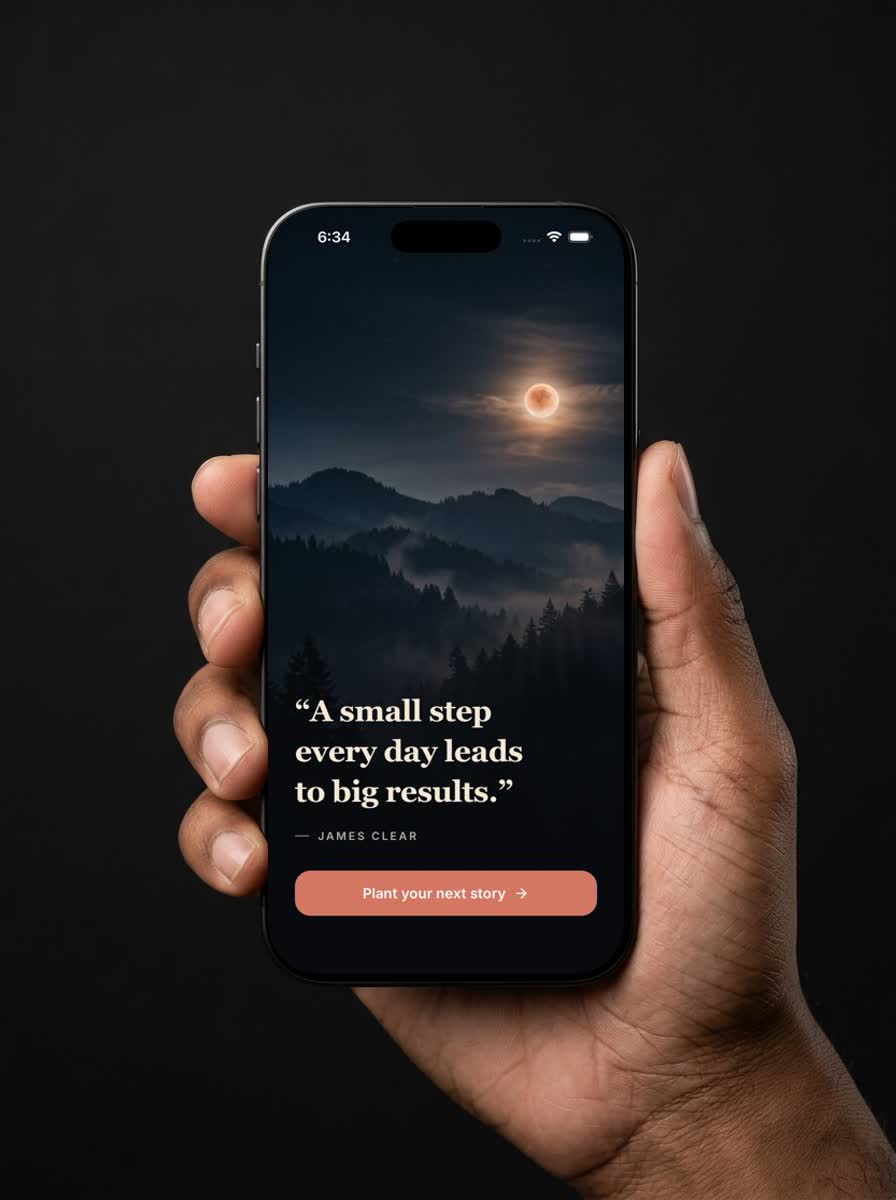 6:34
“A small step
every day leads
to big results.”
— JAMES CLEAR
Plant your next story →